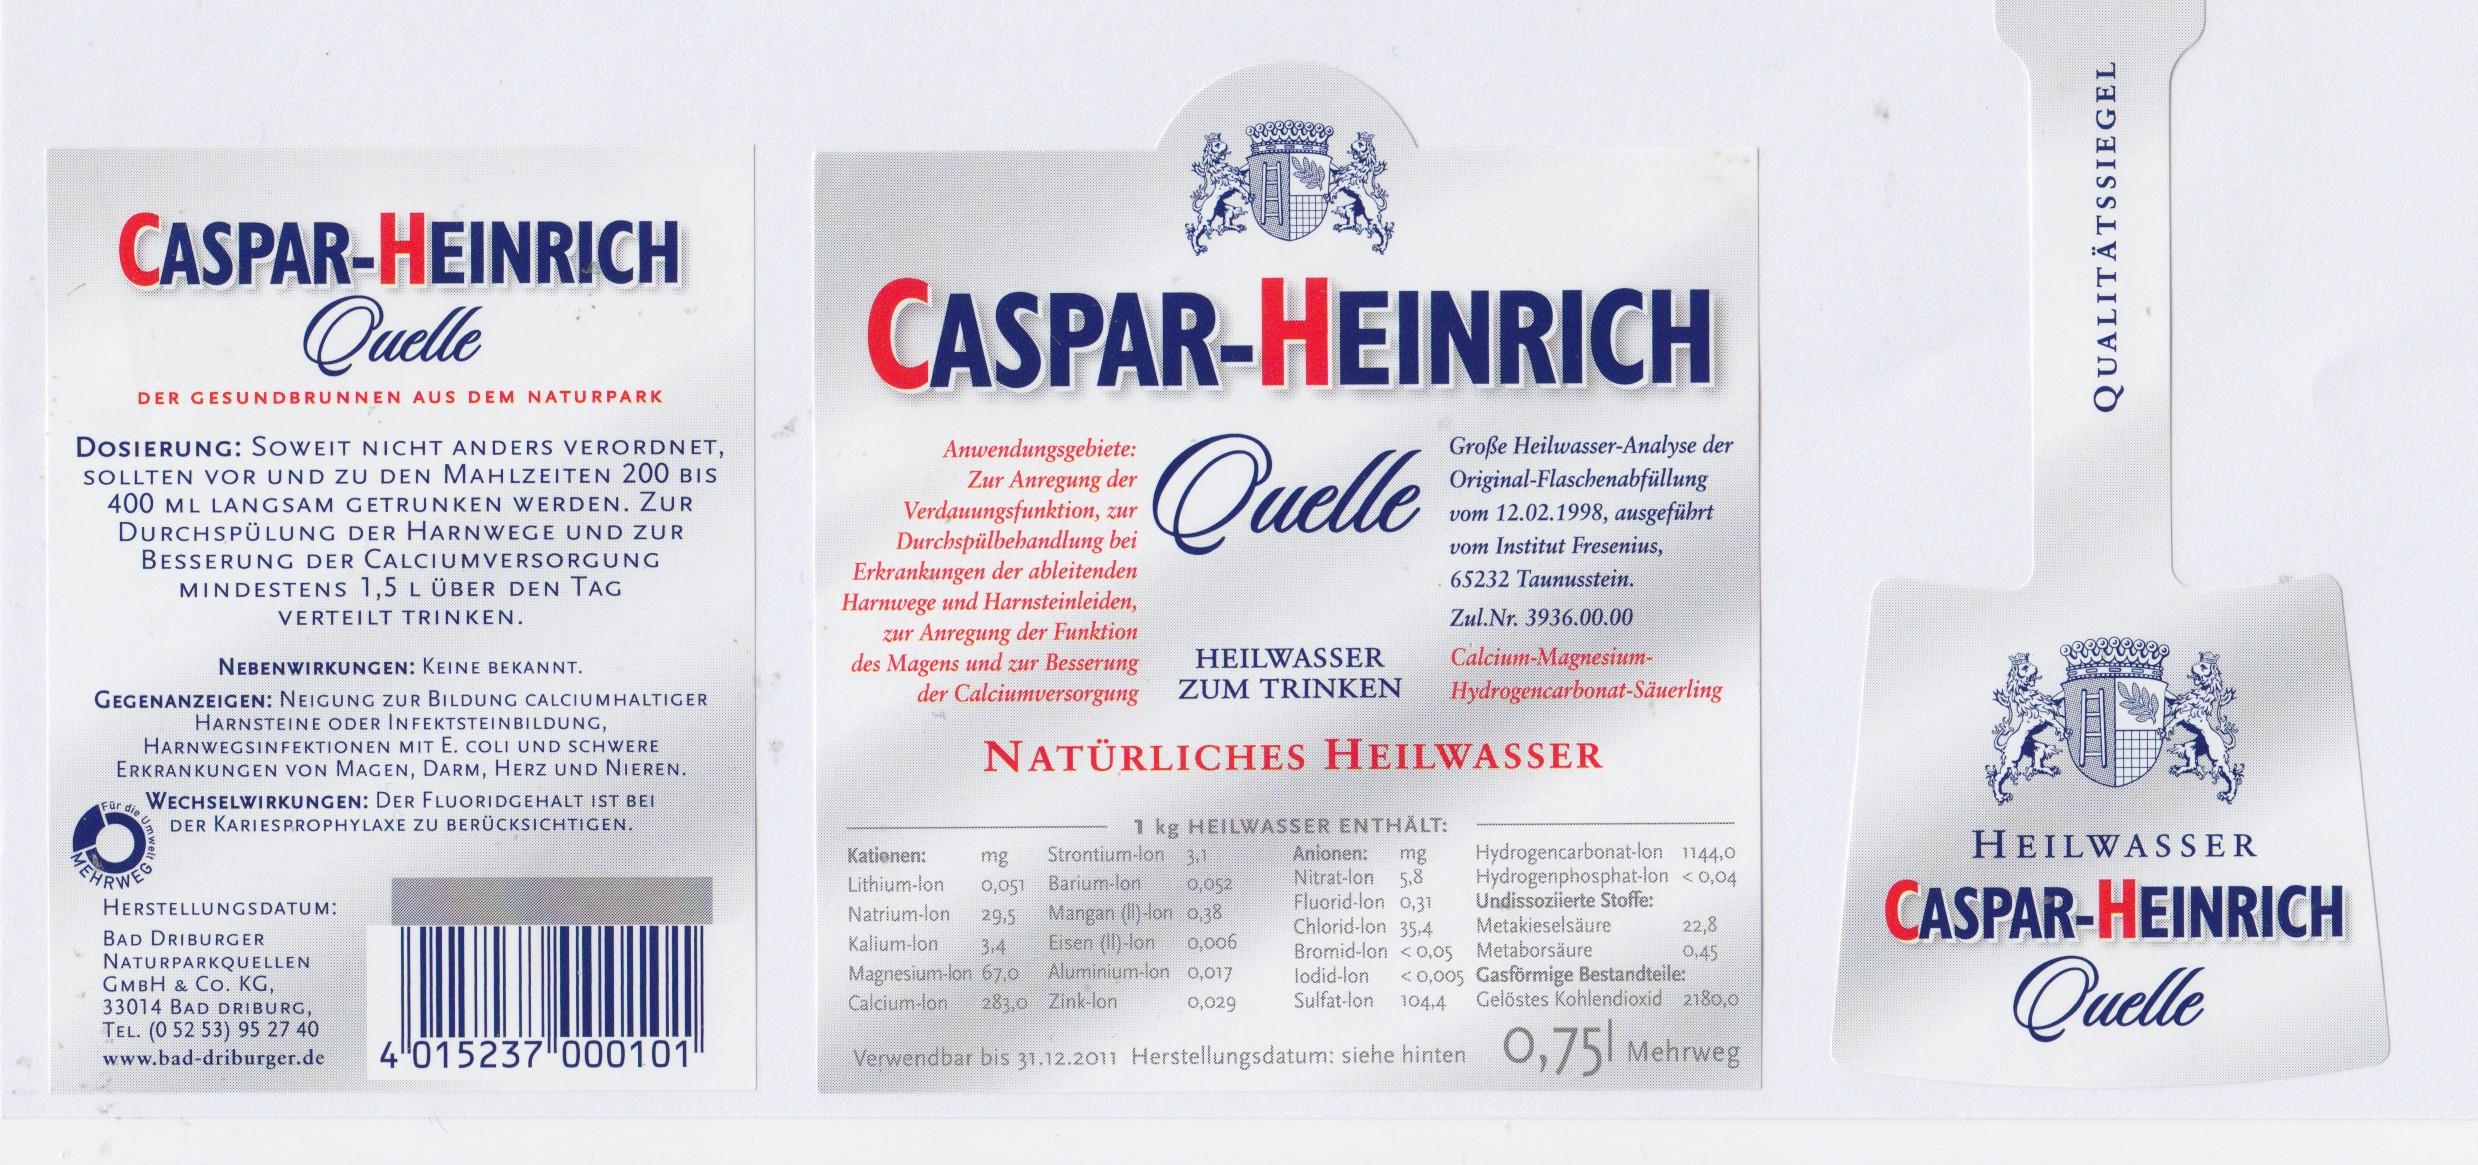 CASPAR-HEINRICH
Quelle
DER GESUNDBRUNNEN AUS DEM NATURPARK
DOSIERUNG: SOWEIT NICHT ANDERS VERORDNET,
SOLLTEN VOR UND ZU DEN MAHLZEITEN 200 BIS
400 ML LANGSAM GETRUNKEN WERDEN. ZUR
DURCHSPÜLUNG DER HARNWEGE UND ZUR
BESSERUNG DER CALCIUMVERSORGUNG
MINDESTENS 1,5 L ÜBER DEN TAG
VERTEILT TRINKEN.
NEBENWIRKUNGEN: KEINE BEKANNT.
GEGENANZEIGEN: NEIGUNG ZUR BILDUNG CALCIUMHALTIGER
HARNSTEINE ODER INFEKTSTEINBILDUNG,
HARNWEGSINFEKTIONEN MIT E. COLI UND SCHWERE
ERKRANKUNGEN VON MAGEN, DARM, HERZ UND NIEREN.
WECHSELWIRKUNGEN: DER FLUORIDGEHALT IST BEI
DER KARIESPROPHYLAXE ZU BERÜCKSICHTIGEN.
Für die Umwelt
MEHRWEG
HERSTELLUNGSDATUM:
BAD DRIBURGER
NATURPARKQUELLEN
GMBH & CO. KG,
33014 BAD DRIBURG,
TEL. (0 52 53) 95 27 40
www.bad-driburger.de
4 015237 000101
CASPAR-HEINRICH
Quelle
Anwendungsgebiete:
Zur Anregung der
Verdauungsfunktion, zur
Durchspülbehandlung bei
Erkrankungen der ableitenden
Harnwege und Harnsteinleiden,
zur Anregung der Funktion
des Magens und zur Besserung
der Calciumversorgung
HEILWASSER
ZUM TRINKEN
Große Heilwasser-Analyse der
Original-Flaschenabfüllung
vom 12.02.1998, ausgeführt
vom Institut Fresenius,
65232 Taunusstein.
Zul.Nr. 3936.00.00
Calcium-Magnesium-
Hydrogencarbonat-Säuerling
NATÜRLICHES HEILWASSER
1 kg HEILWASSER ENTHÄLT:
Kationen: mg
Lithium-Ion 0,051
Natrium-Ion 29,5
Kalium-Ion 3,4
Magnesium-Ion 67,0
Calcium-Ion 283,0
Strontium-Ion 3,1
Barium-Ion 0,052
Mangan (II)-Ion 0,38
Eisen (II)-Ion 0,006
Aluminium-Ion 0,017
Zink-Ion 0,029
Anionen: mg
Nitrat-Ion 5,8
Fluorid-Ion 0,31
Chlorid-Ion 35,4
Bromid-Ion < 0,05
Iodid-Ion < 0,005
Sulfat-Ion 104,4
Hydrogencarbonat-Ion 1144,0
Hydrogenphosphat-Ion < 0,04
Undissoziierte Stoffe:
Metakieselsäure 22,8
Metaborsäure 0,45
Gasförmige Bestandteile:
Gelöstes Kohlendioxid 2180,0
Verwendbar bis 31.12.2011 Herstellungsdatum: siehe hinten 0,75l Mehrweg
QUALITÄTSSIEGEL
HEILWASSER
CASPAR-HEINRICH
Quelle